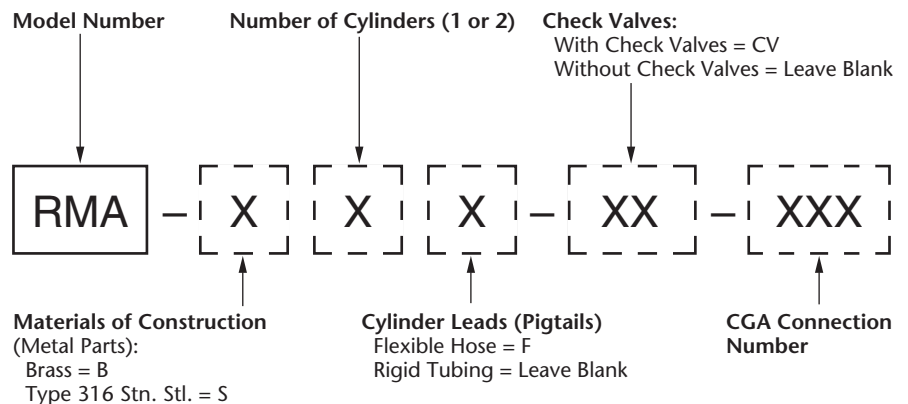 Model Number
Number of Cylinders (1 or 2)
Check Valves:
With Check Valves = CV
Without Check Valves = Leave Blank
RMA – X X X – XX – XXX
Materials of Construction
(Metal Parts):
Brass = B
Type 316 Stn. Stl. = S
Cylinder Leads (Pigtails)
Flexible Hose = F
Rigid Tubing = Leave Blank
CGA Connection
Number